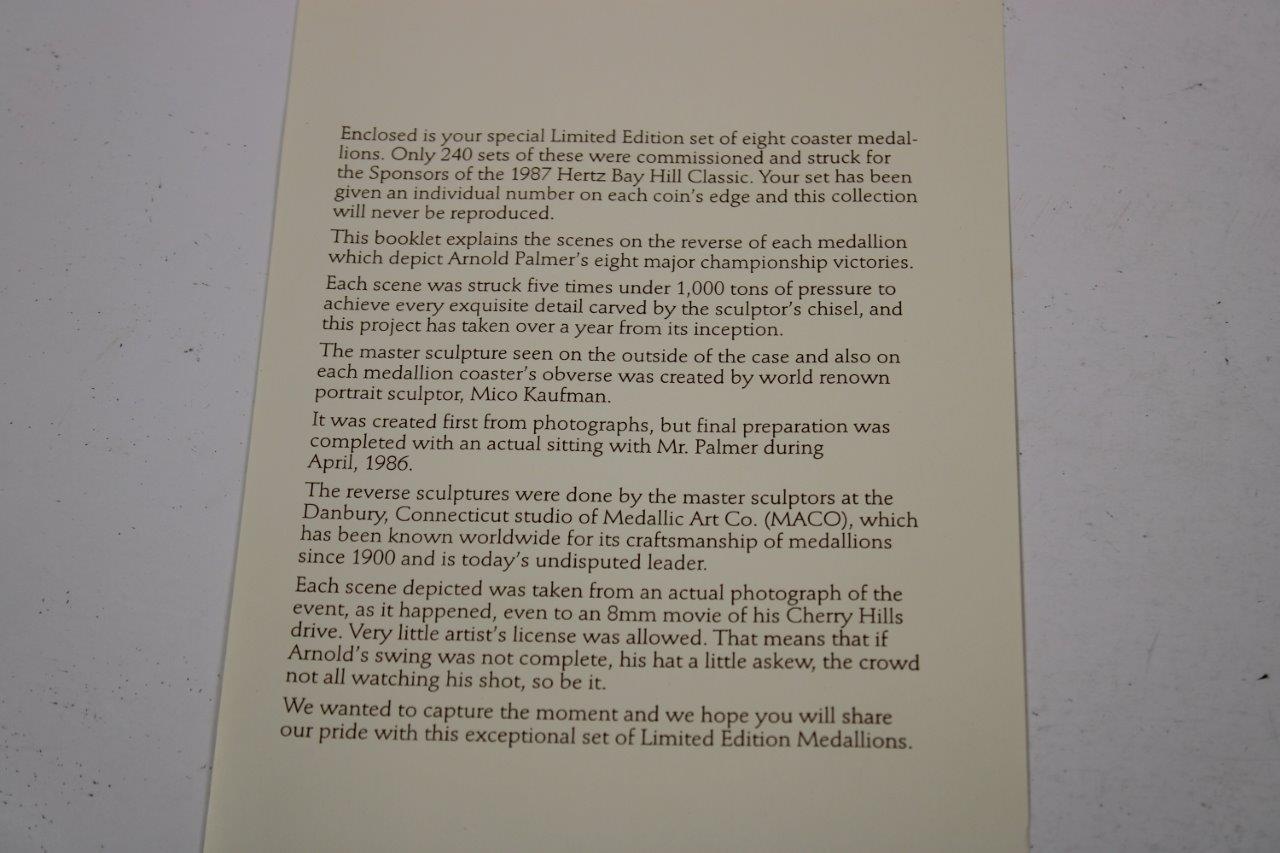 Enclosed is your special Limited Edition set of eight coaster medal-
lions. Only 240 sets of these were commissioned and struck for
the Sponsors of the 1987 Hertz Bay Hill Classic. Your set has been
given an individual number on each coin's edge and this collection
will never be reproduced.
This booklet explains the scenes on the reverse of each medallion
which depict Arnold Palmer's eight major championship victories.
Each scene was struck five times under 1,000 tons of pressure to
achieve every exquisite detail carved by the sculptor's chisel, and
this project has taken over a year from its inception.
The master sculpture seen on the outside of the case and also on
each medallion coaster's obverse was created by world renown
portrait sculptor, Mico Kaufman.
It was created first from photographs, but final preparation was
completed with an actual sitting with Mr. Palmer during
April, 1986.
The reverse sculptures were done by the master sculptors at the
Danbury, Connecticut studio of Medallic Art Co. (MACO), which
has been known worldwide for its craftsmanship of medallions
since 1900 and is today's undisputed leader.
Each scene depicted was taken from an actual photograph of the
event, as it happened, even to an 8mm movie of his Cherry Hills
drive. Very little artist's license was allowed. That means that if
Arnold's swing was not complete, his hat a little askew, the crowd
not all watching his shot, so be it.
We wanted to capture the moment and we hope you will share
our pride with this exceptional set of Limited Edition Medallions.